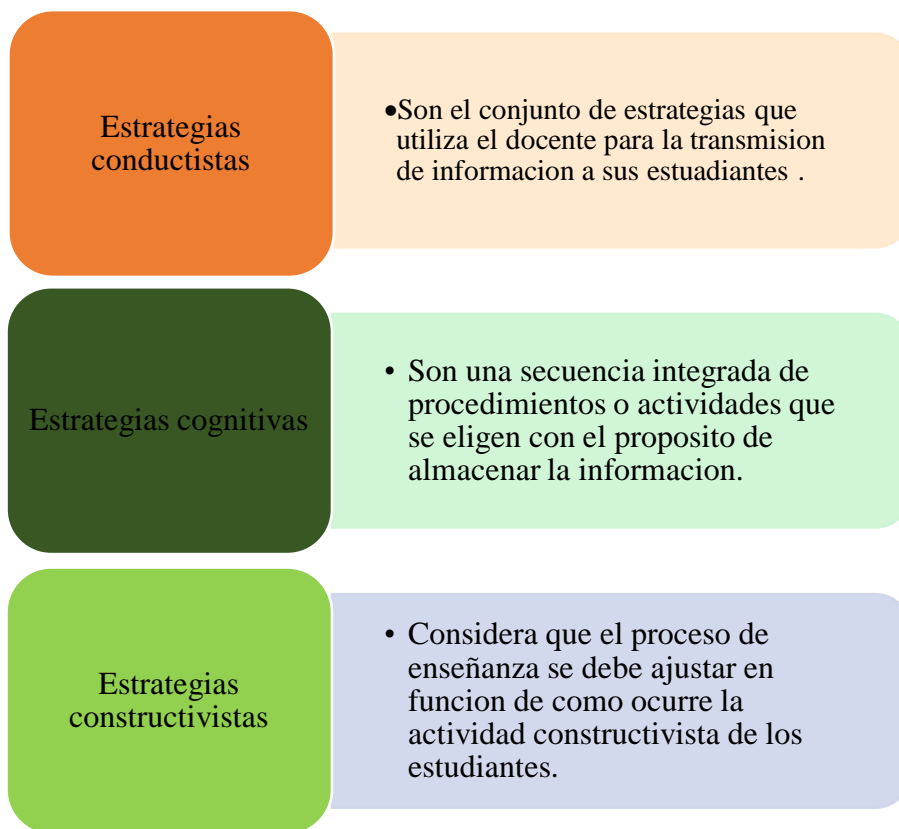 Estrategias
conductistas
•Son el conjunto de estrategias que
utiliza el docente para la transmision
de informacion a sus estuadiantes .
Estrategias cognitivas
• Son una secuencia integrada de
procedimientos o actividades que
se eligen con el proposito de
almacenar la informacion.
Estrategias
constructivistas
• Considera que el proceso de
enseñanza se debe ajustar en
funcion de como ocurre la
actividad constructivista de los
estudiantes.